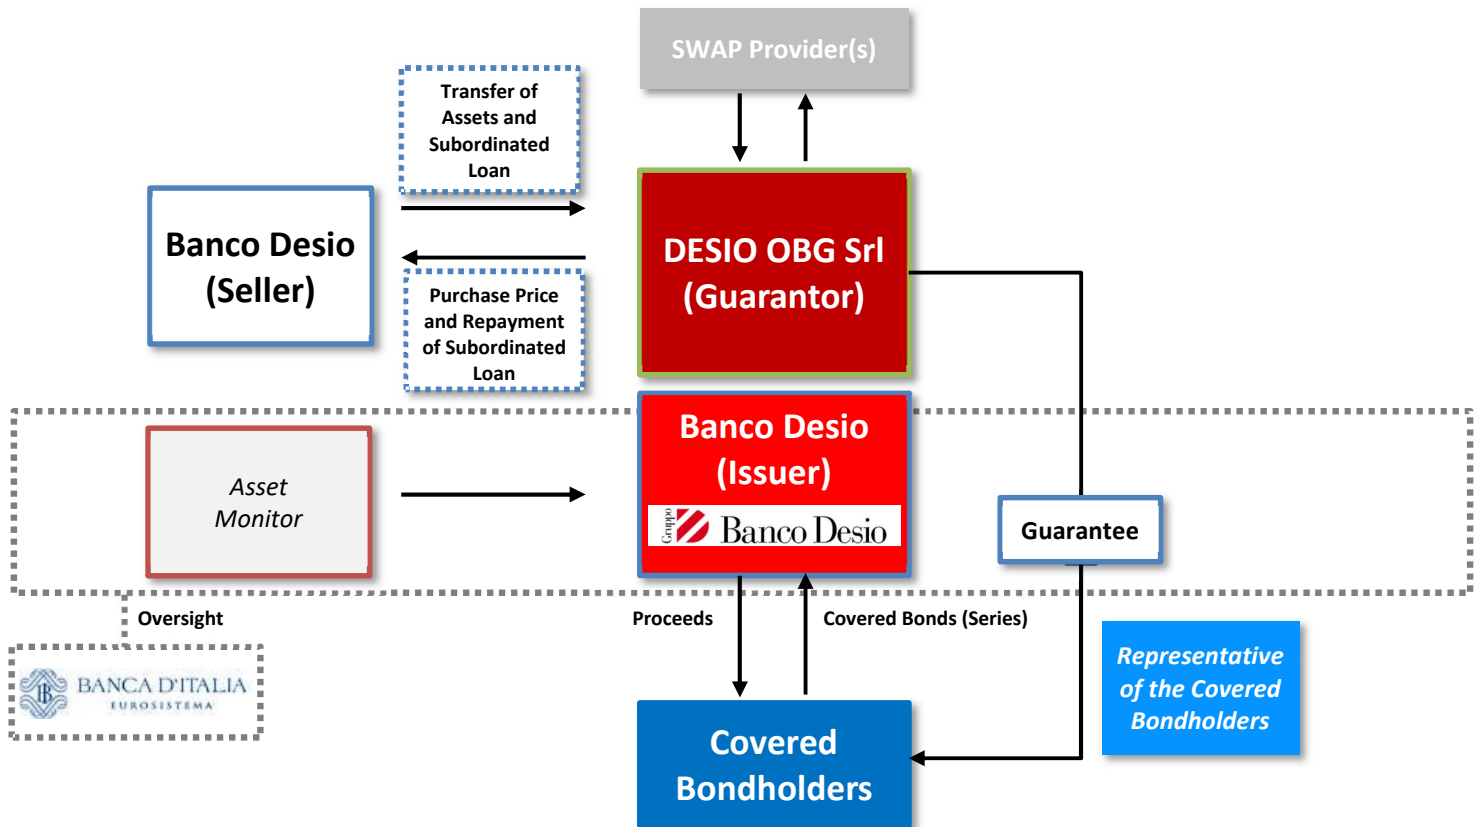 SWAP Provider(s)
Transfer of
Assets and
Subordinated
Loan
Banco Desio
(Seller)
DESIO OBG Srl
(Guarantor)
Purchase Price
and Repayment
of Subordinated
Loan
Banco Desio
(Issuer)
Gruppo
Banco Desio
Asset
Monitor
Guarantee
Oversight
Proceeds
Covered Bonds (Series)
BANCA D'ITALIA
EUROSISTEMA
Representative
of the Covered
Bondholders
Covered
Bondholders